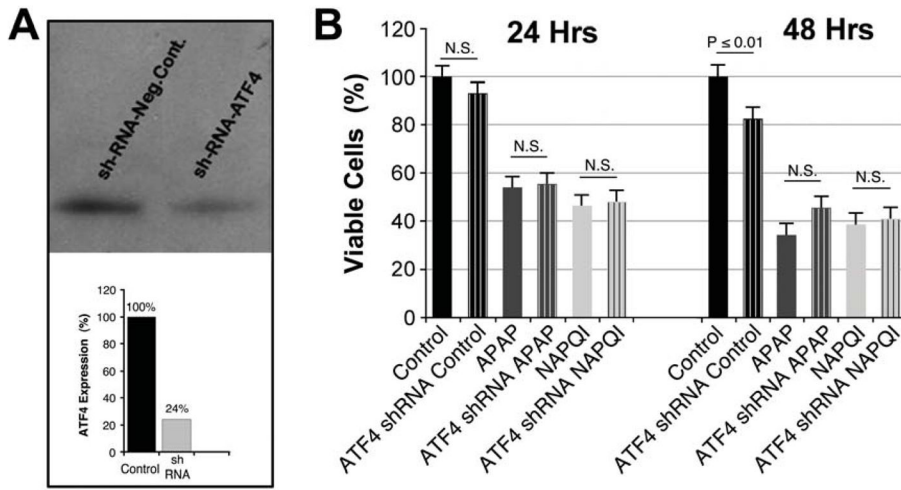 A
sh-RNA-Neg.Cont.
sh-RNA-ATF4
ATF4 Expression (%)
120
100
80
60
40
20
0
100%
24%
Control
sh
RNA
B
24 Hrs
48 Hrs
Viable Cells (%)
120
100
80
60
40
20
0
N.S.
N.S.
N.S.
P ≤ 0.01
N.S.
N.S.
Control
ATF4 shRNA Control
APAP
ATF4 shRNA APAP
NAPQI
ATF4 shRNA NAPQI
Control
ATF4 shRNA Control
APAP
ATF4 shRNA APAP
NAPQI
ATF4 shRNA NAPQI